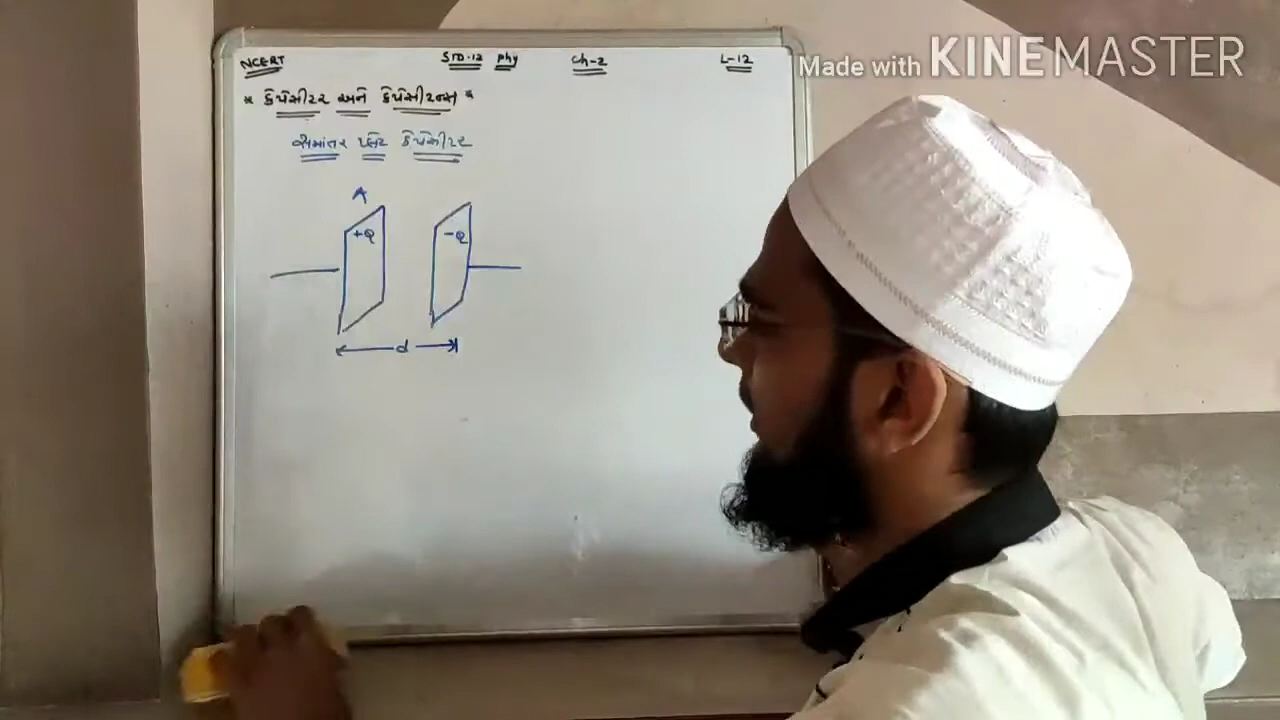 NCERT STD-12 Phy Ch-2 L-12
Made with KINEMASTER
* કેપેસીટર અને કેપેસીટન્સ *
સમાંતર પ્લેટ કેપેસીટર
A
+Q -Q
d